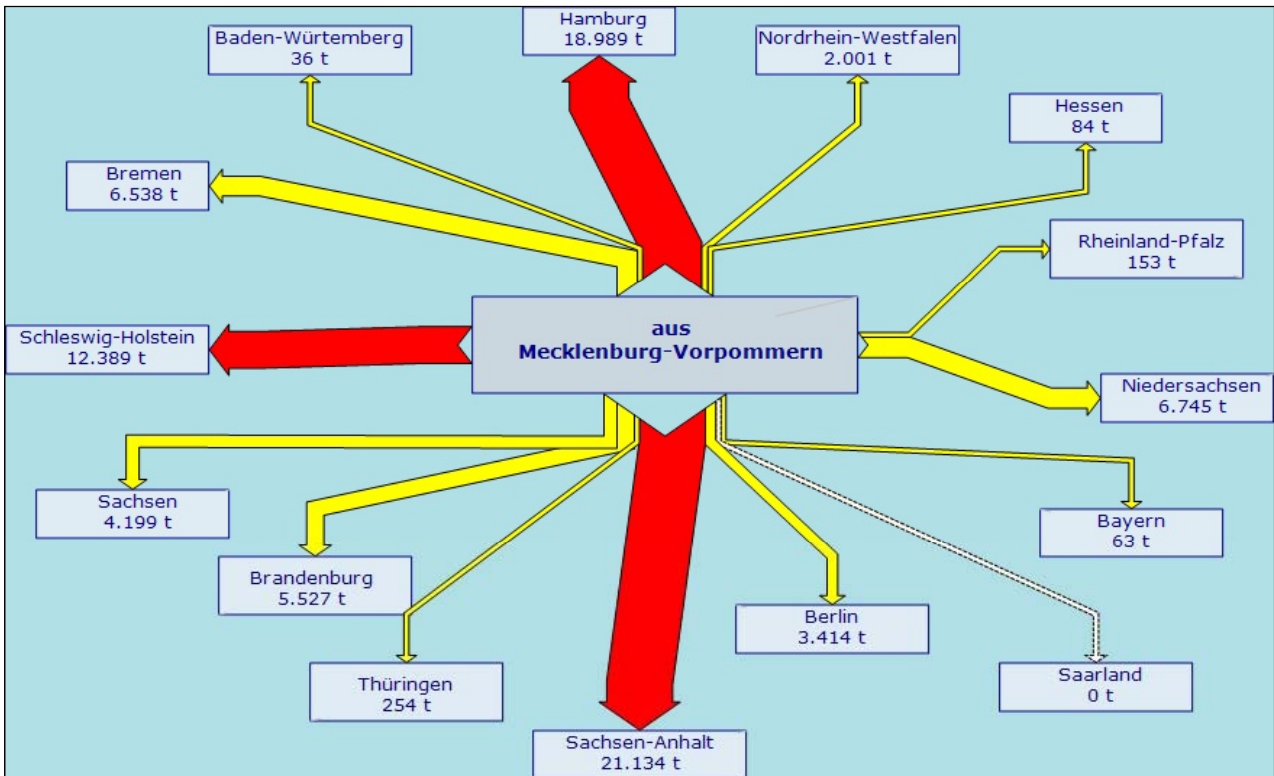 Hamburg
18.989 t
Baden-Würtemberg
36 t
Nordrhein-Westfalen
2.001 t
Hessen
84 t
Bremen
6.538 t
Rheinland-Pfalz
153 t
Schleswig-Holstein
12.389 t
aus
Mecklenburg-Vorpommern
Niedersachsen
6.745 t
Sachsen
4.199 t
Bayern
63 t
Brandenburg
5.527 t
Berlin
3.414 t
Thüringen
254 t
Saarland
0 t
Sachsen-Anhalt
21.134 t